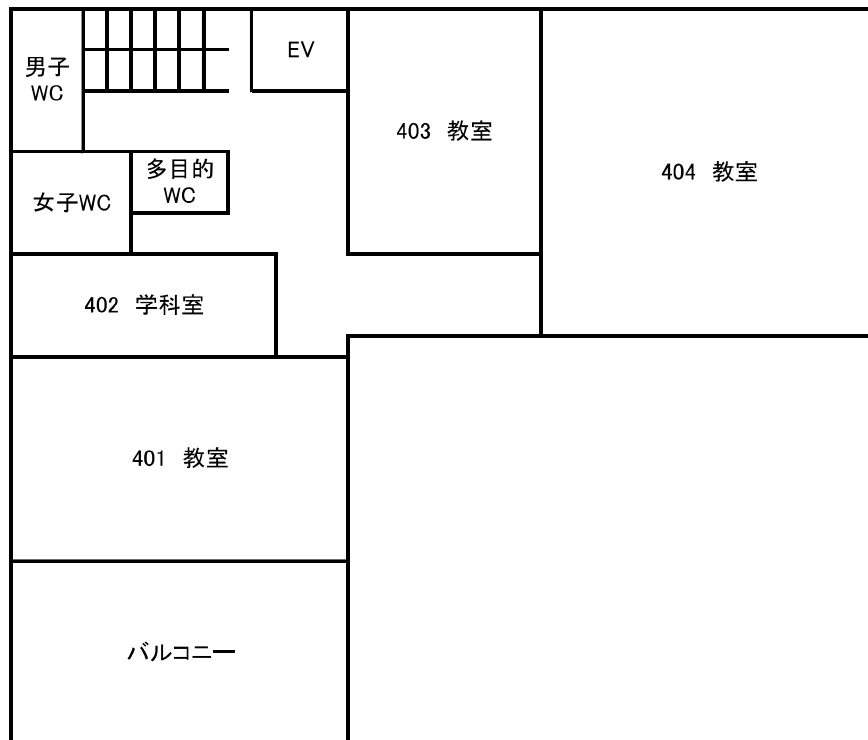 男子
WC
EV
403 教室
404 教室
多目的
WC
女子WC
402 学科室
401 教室
バルコニー